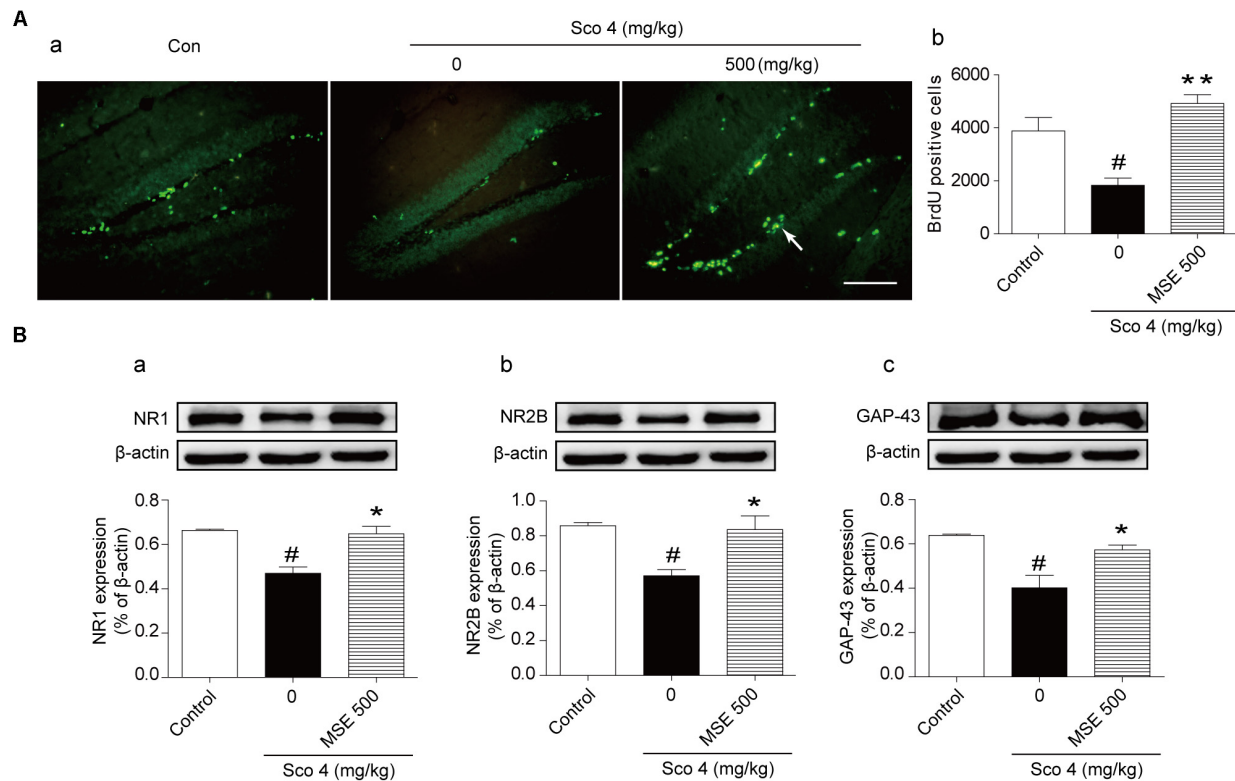 A
a
Con
Sco 4 (mg/kg)
0
500 (mg/kg)
b
BrdU positive cells
6000
4000
2000
0
#
**
Control
0
MSE 500
Sco 4 (mg/kg)
B
a
NR1
β-actin
NR1 expression
(% of β-actin)
0.8
0.6
0.4
0.2
0.0
#
*
Control
0
MSE 500
Sco 4 (mg/kg)
b
NR2B
β-actin
NR2B expression
(% of β-actin)
1.0
0.8
0.6
0.4
0.2
0.0
#
*
Control
0
MSE 500
Sco 4 (mg/kg)
c
GAP-43
β-actin
GAP-43 expression
(% of β-actin)
0.8
0.6
0.4
0.2
0.0
#
*
Control
0
MSE 500
Sco 4 (mg/kg)